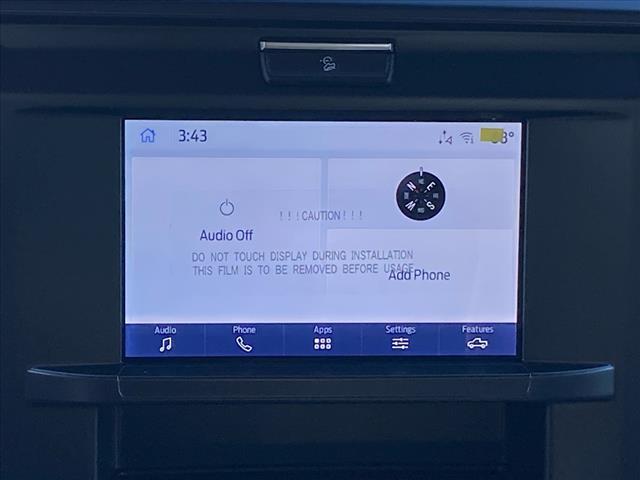 3:43
! ! ! CAUTION ! ! !
Audio Off
DO NOT TOUCH DISPLAY DURING INSTALLATION
THIS FILM IS TO BE REMOVED BEFORE USAGE
Add Phone
N E
W S
Audio Phone Apps Settings Features